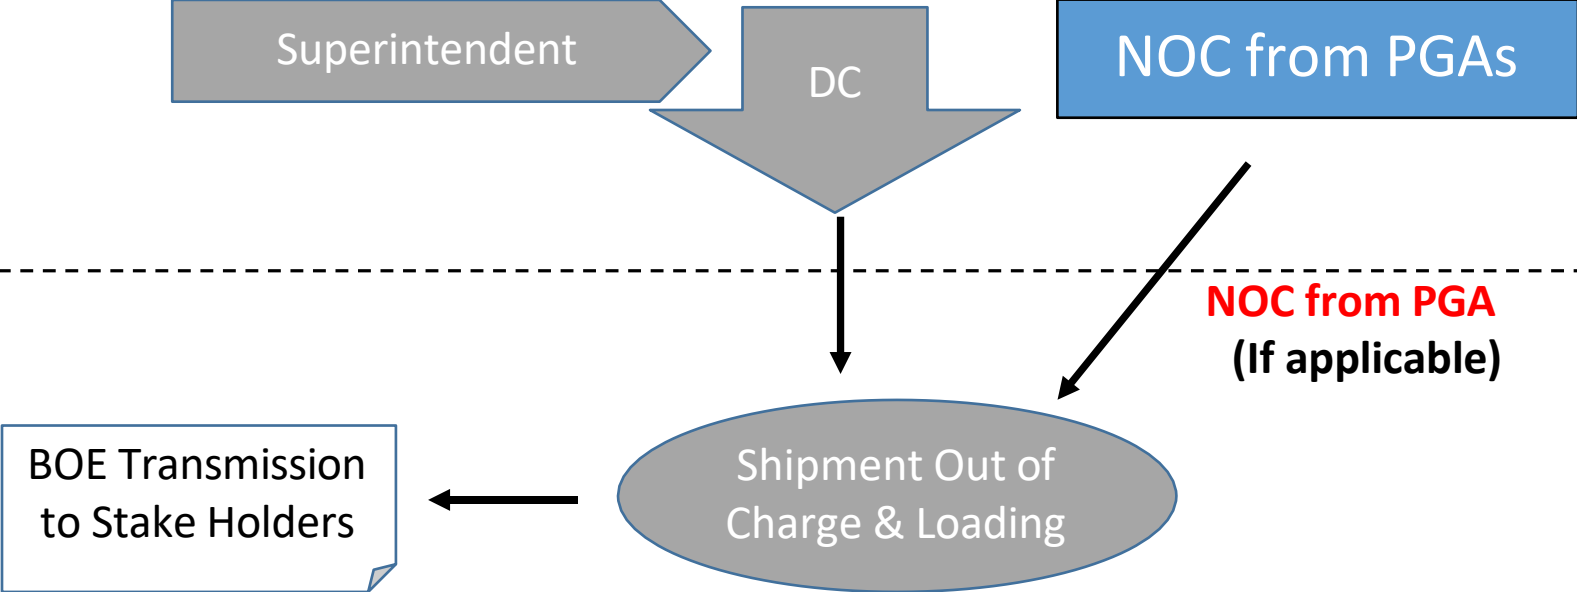 Superintendent
DC
NOC from PGAs
NOC from PGA
(If applicable)
BOE Transmission
to Stake Holders
Shipment Out of
Charge & Loading